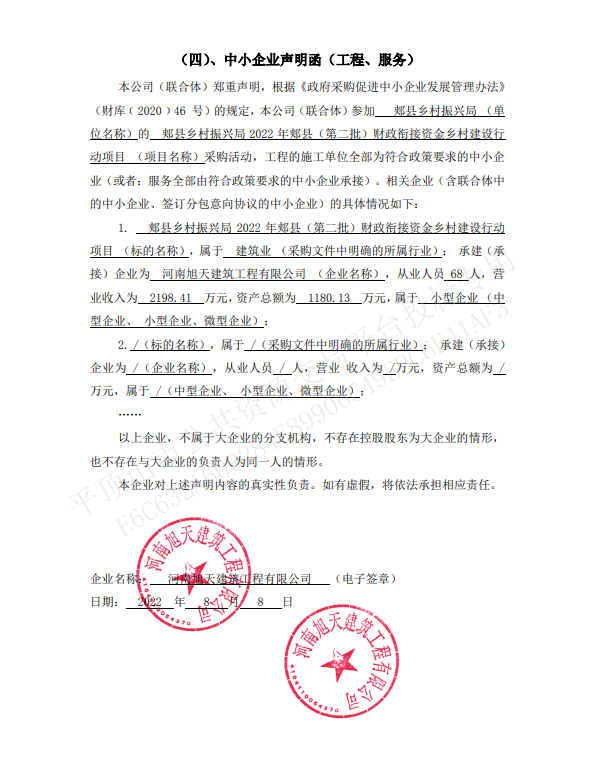 （四）、中小企业声明函（工程、服务）
本公司（联合体）郑重声明，根据《政府采购促进中小企业发展管理办法》
（财库﹝2020﹞46 号）的规定，本公司（联合体）参加 郏县乡村振兴局 （单
位名称）的 郏县乡村振兴局 2022 年郏县（第二批）财政衔接资金乡村建设行
动项目 （项目名称）采购活动，工程的施工单位全部为符合政策要求的中小企
业（或者：服务全部由符合政策要求的中小企业承接）。相关企业（含联合体中
的中小企业、签订分包意向协议的中小企业）的具体情况如下：
1. 郏县乡村振兴局 2022 年郏县（第二批）财政衔接资金乡村建设行动
项目 （标的名称），属于 建筑业 （采购文件中明确的所属行业）； 承建（承
接）企业为 河南旭天建筑工程有限公司 （企业名称），从业人员 68 人，营
业收入为 2198.41 万元，资产总额为 1180.13 万元，属于 小型企业 （中
型企业、 小型企业、微型企业）；
2. /（标的名称），属于 /（采购文件中明确的所属行业）； 承建（承接）
企业为 /（企业名称），从业人员 / 人，营业 收入为 /万元，资产总额为 /
万元，属于 /（中型企业、 小型企业、微型企业）；
……
以上企业，不属于大企业的分支机构，不存在控股股东为大企业的情形，
也不存在与大企业的负责人为同一人的情形。
本企业对上述声明内容的真实性负责。如有虚假，将依法承担相应责任。
企业名称： 河南旭天建筑工程有限公司 （电子签章）
日期： 2022 年 8 月 8 日
河南旭天建筑工程有限公司
4104110064370
河南旭天建筑工程有限公司
4104110064370